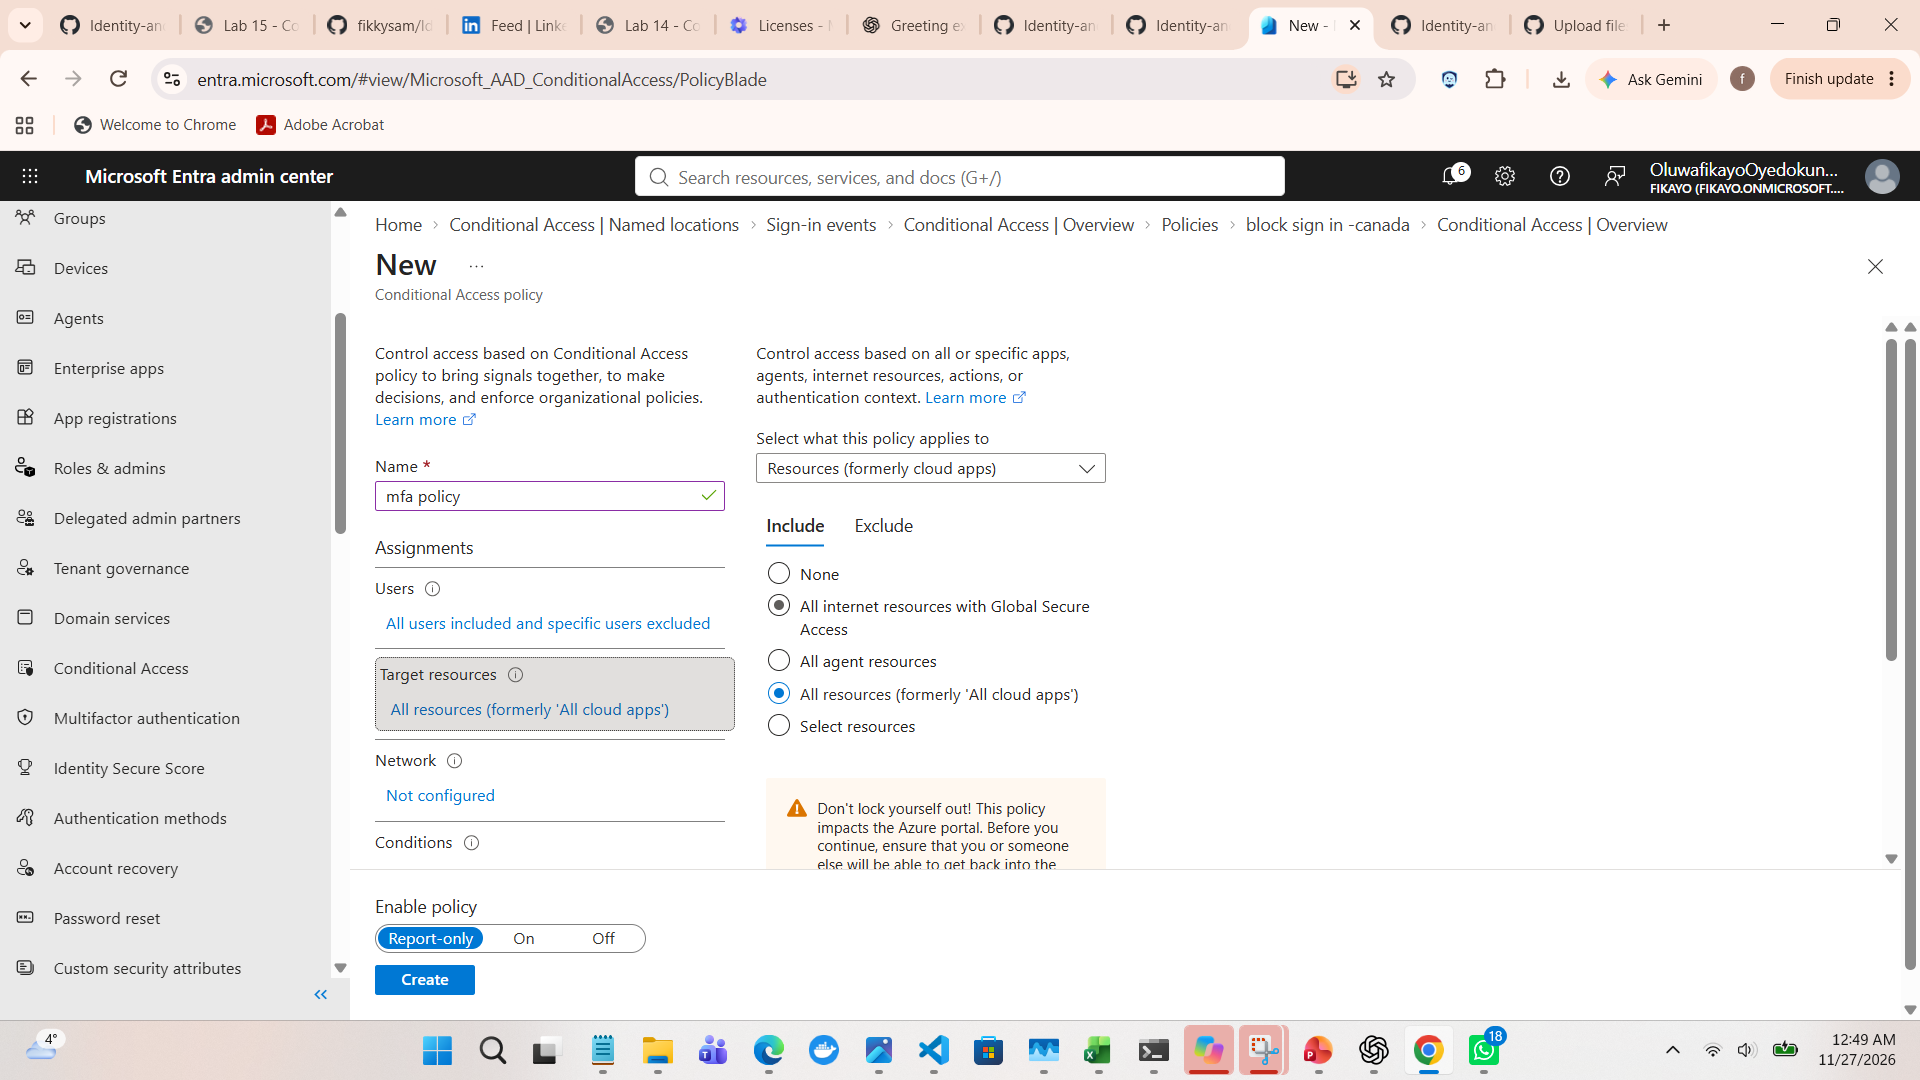 Identity-an
Lab 15 - Co
fikkysam/Id
Feed | Linke
Lab 14 - Co
Licenses - M
Greeting ex
Identity-an
Identity-an
New -
Identity-an
Upload file
entra.microsoft.com/#view/Microsoft_AAD_ConditionalAccess/PolicyBlade
Ask Gemini
f
Finish update
Welcome to Chrome
Adobe Acrobat
Microsoft Entra admin center
Search resources, services, and docs (G+/)
6
OluwafikayoOyedokun...
FIKAYO (FIKAYO.ONMICROSOFT....
Groups
Devices
Agents
Enterprise apps
App registrations
Roles & admins
Delegated admin partners
Tenant governance
Domain services
Conditional Access
Multifactor authentication
Identity Secure Score
Authentication methods
Account recovery
Password reset
Custom security attributes
Home
Conditional Access | Named locations
Sign-in events
Conditional Access | Overview
Policies
block sign in -canada
Conditional Access | Overview
New
...
Conditional Access policy
Control access based on Conditional Access
policy to bring signals together, to make
decisions, and enforce organizational policies.
Learn more
Name *
mfa policy
Assignments
Users
All users included and specific users excluded
Target resources
All resources (formerly 'All cloud apps')
Network
Not configured
Conditions
Control access based on all or specific apps,
agents, internet resources, actions, or
authentication context. Learn more
Select what this policy applies to
Resources (formerly cloud apps)
Include
Exclude
None
All internet resources with Global Secure
Access
All agent resources
All resources (formerly 'All cloud apps')
Select resources
Don't lock yourself out! This policy
impacts the Azure portal. Before you
continue, ensure that you or someone
else will be able to get back into the
Enable policy
Report-only
On
Off
Create
4°
18
12:49 AM
11/27/2026